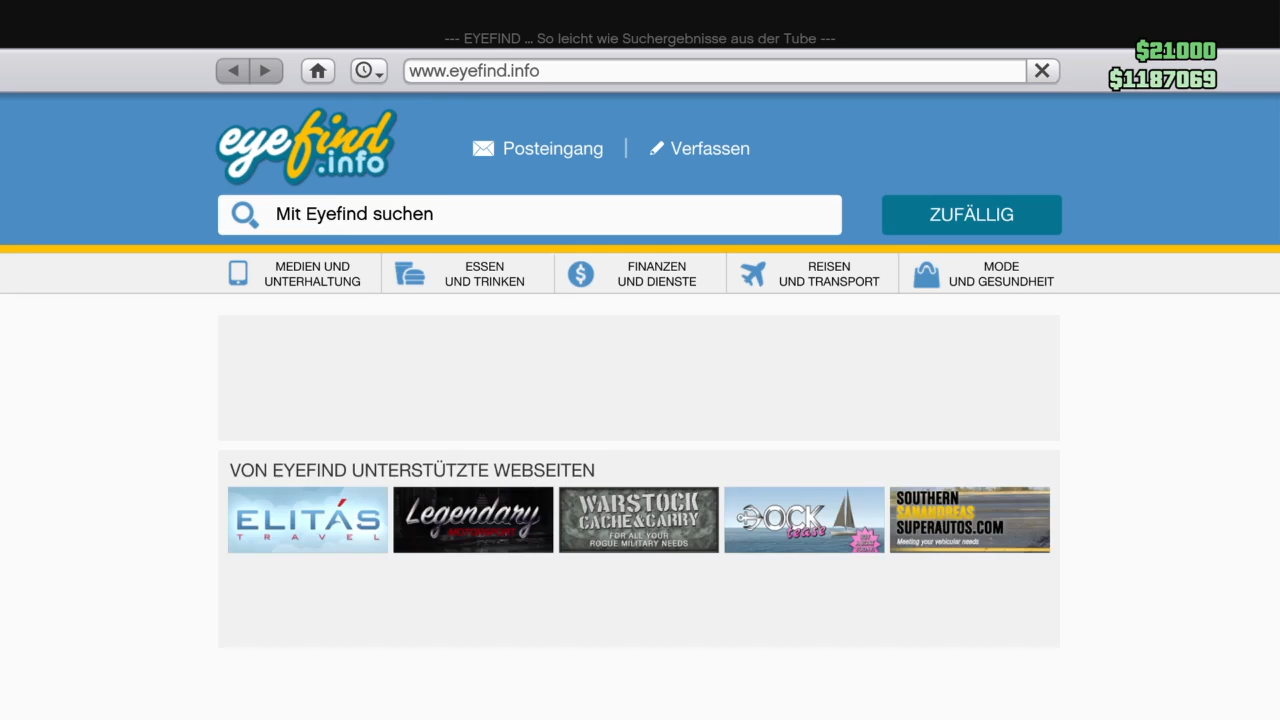 --- EYEFIND ... So leicht wie Suchergebnisse aus der Tube ---
$21000
www.eyefind.info
$1187069
eyefind
.info
Posteingang
Verfassen
Mit Eyefind suchen
ZUFÄLLIG
MEDIEN UND
UNTERHALTUNG
ESSEN
UND TRINKEN
FINANZEN
UND DIENSTE
REISEN
UND TRANSPORT
MODE
UND GESUNDHEIT
VON EYEFIND UNTERSTÜTZTE WEBSEITEN
ELITÁS
TRAVEL
Legendary
MOTORSPORT
WARSTOCK
CACHE&CARRY
FOR ALL YOUR
ROGUE MILITARY NEEDS
DOCK
tease
SOUTHERN
SANANDREAS
SUPERAUTOS.COM
Meeting your vehicular needs